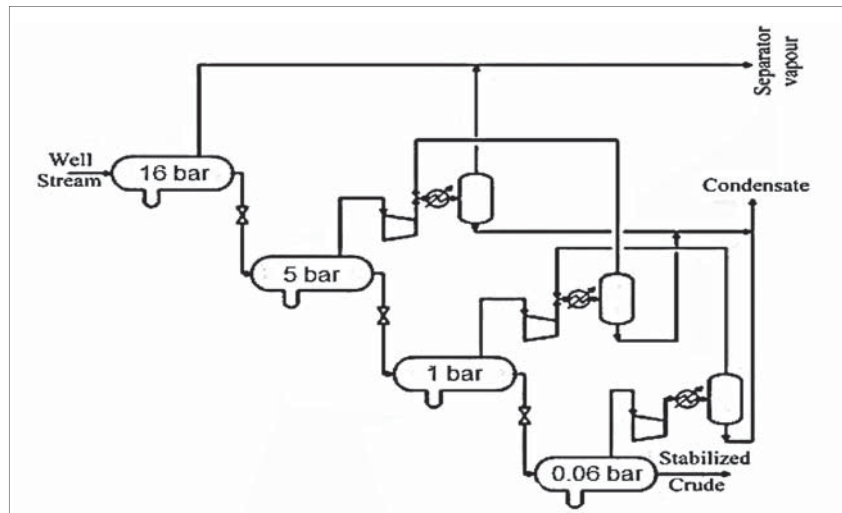 Separator
vapour
Well
Stream
16 bar
Condensate
5 bar
1 bar
0.06 bar
Stabilized
Crude